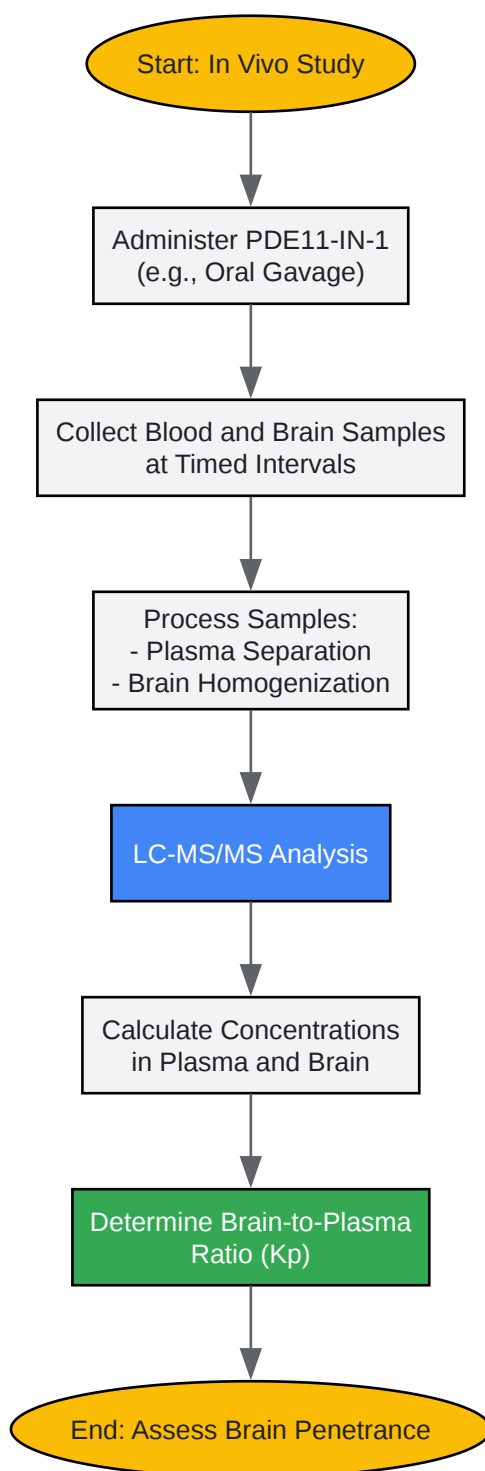 Start: In Vivo Study
Administer PDE11-IN-1
(e.g., Oral Gavage)
Collect Blood and Brain Samples
at Timed Intervals
Process Samples:
- Plasma Separation
- Brain Homogenization
LC-MS/MS Analysis
Calculate Concentrations
in Plasma and Brain
Determine Brain-to-Plasma
Ratio (Kp)
End: Assess Brain Penetrance